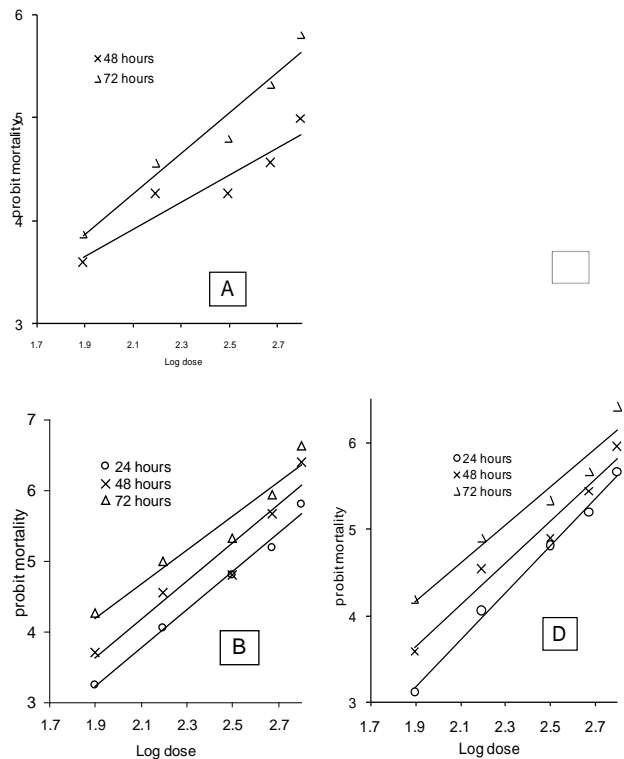 6
× 48 hours
72 hours
5
probit mortality
4
A
3
1.7 1.9 2.1 2.3 2.5 2.7
Log dose
7
24 hours
48 hours
72 hours
6
5
probit mortality
4
B
3
1.7 1.9 2.1 2.3 2.5 2.7
Log dose
6
24 hours
48 hours
72 hours
5
probit mortality
4
D
3
1.7 1.9 2.1 2.3 2.5 2.7
Log dose